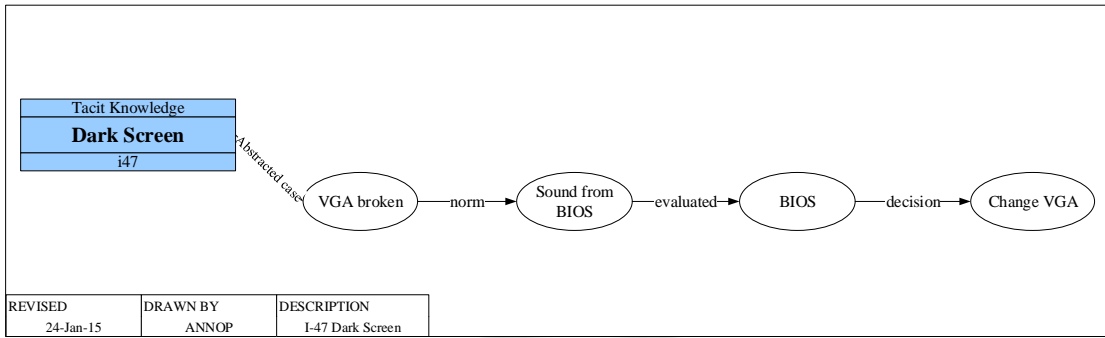 Tacit Knowledge
Dark Screen
i47
Abstracted case
VGA broken
norm
Sound from
BIOS
evaluated
BIOS
decision
Change VGA
REVISED
24-Jan-15
DRAWN BY
ANNOP
DESCRIPTION
I-47 Dark Screen